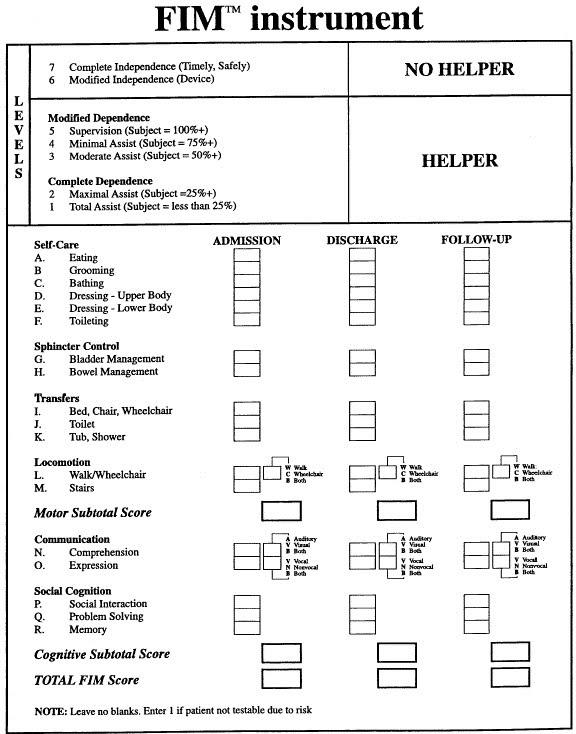 FIM™ instrument
LEVELS
7 Complete Independence (Timely, Safely)
6 Modified Independence (Device)
NO HELPER
Modified Dependence
5 Supervision (Subject = 100%+)
4 Minimal Assist (Subject = 75%+)
3 Moderate Assist (Subject = 50%+)
HELPER
Complete Dependence
2 Maximal Assist (Subject =25%+)
1 Total Assist (Subject = less than 25%)
ADMISSION DISCHARGE FOLLOW-UP
Self-Care
A. Eating
B Grooming
C. Bathing
D. Dressing - Upper Body
E. Dressing - Lower Body
F. Toileting
Sphincter Control
G. Bladder Management
H. Bowel Management
Transfers
I. Bed, Chair, Wheelchair
J. Toilet
K. Tub, Shower
Locomotion
L. Walk/Wheelchair
M. Stairs
W Walk
C Wheelchair
B Both
W Walk
C Wheelchair
B Both
W Walk
C Wheelchair
B Both
Motor Subtotal Score
Communication
N. Comprehension
O. Expression
A Auditory
V Visual
B Both
V Vocal
N Nonvocal
B Both
A Auditory
V Visual
B Both
V Vocal
N Nonvocal
B Both
A Auditory
V Visual
B Both
V Vocal
N Nonvocal
B Both
Social Cognition
P. Social Interaction
Q. Problem Solving
R. Memory
Cognitive Subtotal Score
TOTAL FIM Score
NOTE: Leave no blanks. Enter 1 if patient not testable due to risk